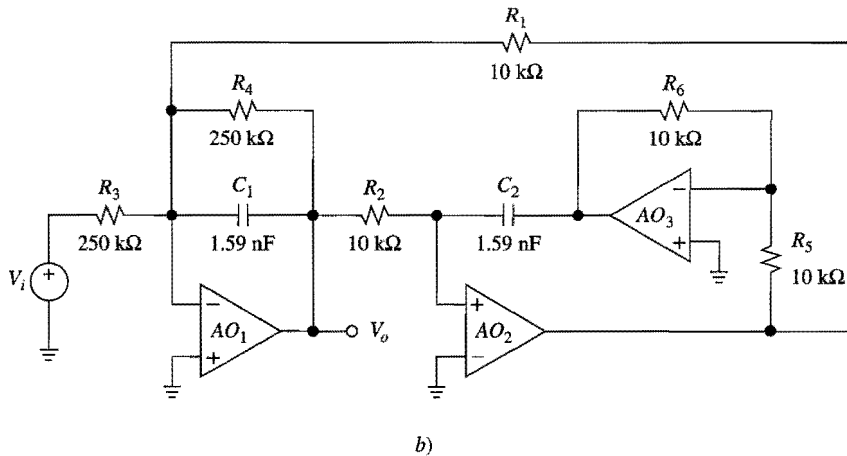 R1
10 kΩ
R4
250 kΩ
R6
10 kΩ
R3
250 kΩ
C1
1.59 nF
R2
10 kΩ
C2
1.59 nF
−
+
AO3
R5
10 kΩ
Vi
+
−
+
AO1
Vo
+
−
AO2
b)